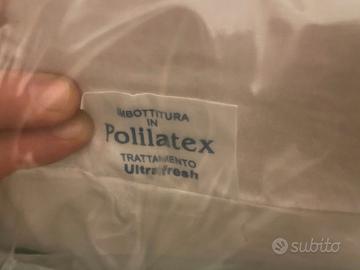 IMBOTTITURA
IN
Polilatex
TRATTAMENTO
Ultrafresh
subito